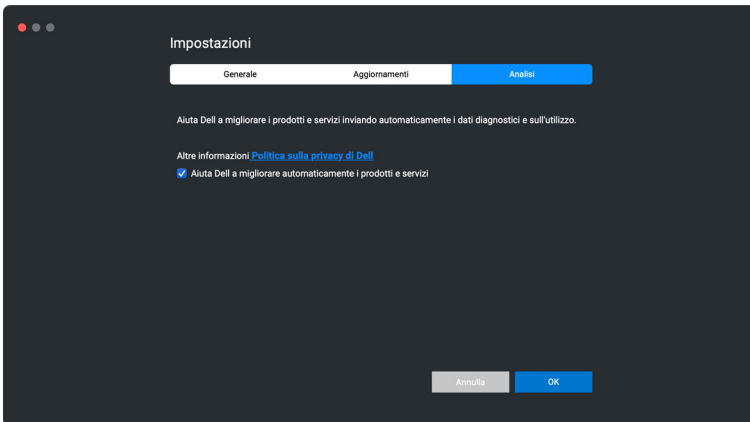 Impostazioni
Generale Aggiornamenti Analisi
Aiuta Dell a migliorare i prodotti e servizi inviando automaticamente i dati diagnostici e sull'utilizzo.
Altre informazioni Politica sulla privacy di Dell
Aiuta Dell a migliorare automaticamente i prodotti e servizi
Annulla OK